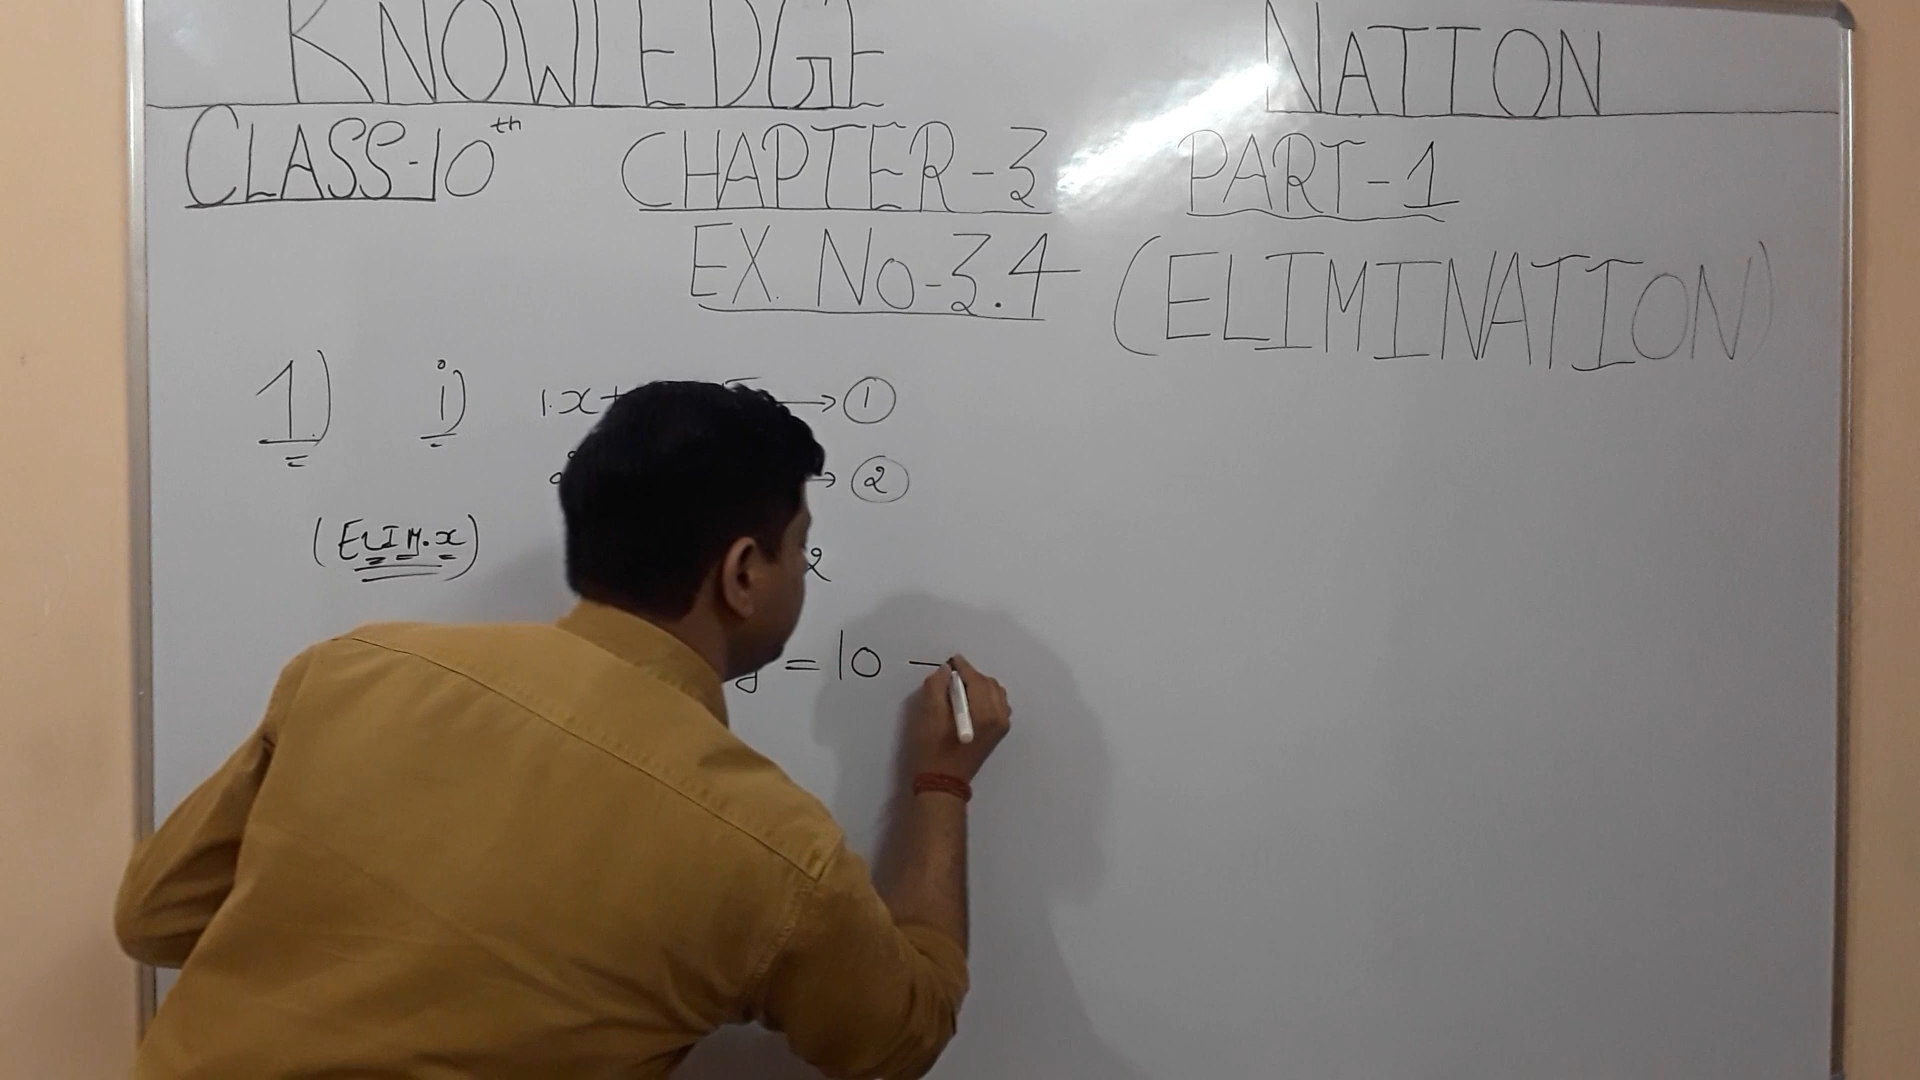 KNOWLEDGE NATION
CLASS-10th CHAPTER-3 PART-1
EX. NO-3.4 (ELIMINATION)
1.) i) 1.x+ → 1
→ 2
(ELIM.x) 2
y = 10 —